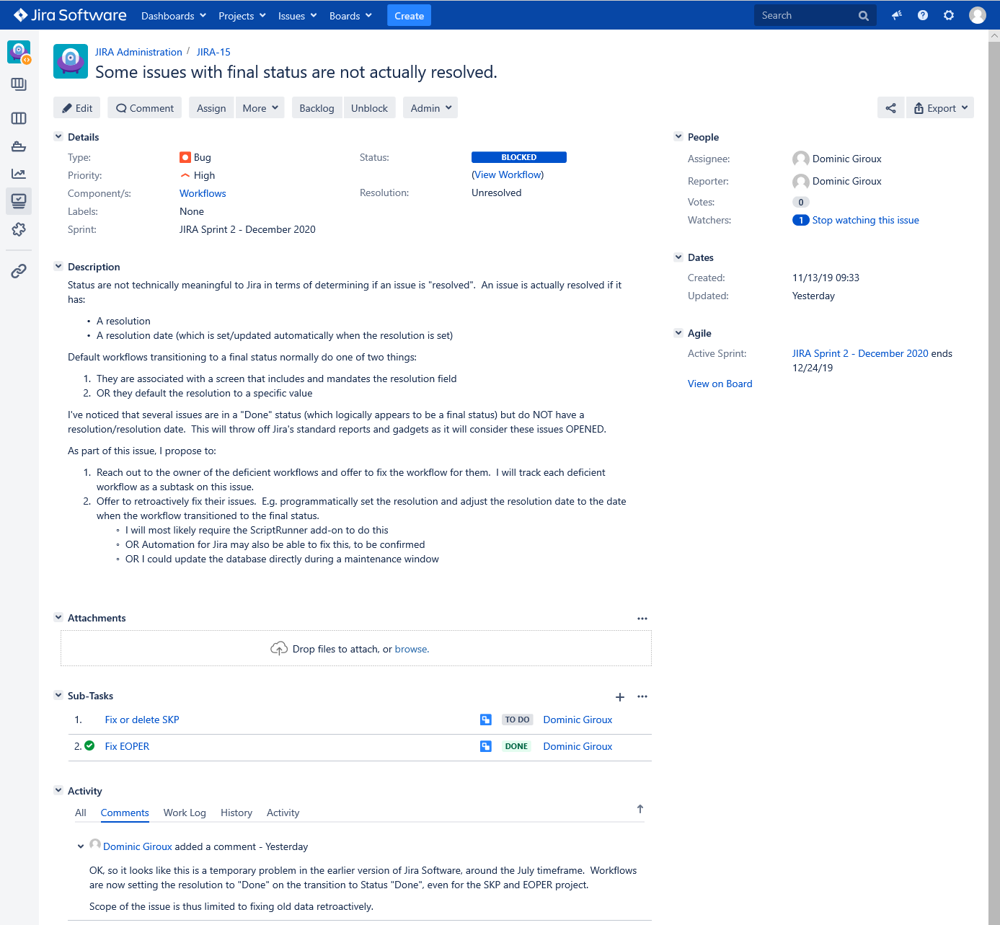 Jira Software Dashboards Projects Issues Boards Create Search
JIRA Administration / JIRA-15
Some issues with final status are not actually resolved.
Edit Comment Assign More Backlog Unblock Admin Export
Details
Type: Bug Status: BLOCKED
Priority: High (View Workflow)
Component/s: Workflows Resolution: Unresolved
Labels: None
Sprint: JIRA Sprint 2 - December 2020
People
Assignee: Dominic Giroux
Reporter: Dominic Giroux
Votes: 0
Watchers: 1 Stop watching this issue
Dates
Created: 11/13/19 09:33
Updated: Yesterday
Agile
Active Sprint: JIRA Sprint 2 - December 2020 ends
12/24/19
View on Board
Description
Status are not technically meaningful to Jira in terms of determining if an issue is "resolved". An issue is actually resolved if it
has:
• A resolution
• A resolution date (which is set/updated automatically when the resolution is set)
Default workflows transitioning to a final status normally do one of two things:
1. They are associated with a screen that includes and mandates the resolution field
2. OR they default the resolution to a specific value
I've noticed that several issues are in a "Done" status (which logically appears to be a final status) but do NOT have a
resolution/resolution date. This will throw off Jira's standard reports and gadgets as it will consider these issues OPENED.
As part of this issue, I propose to:
1. Reach out to the owner of the deficient workflows and offer to fix the workflow for them. I will track each deficient
workflow as a subtask on this issue.
2. Offer to retroactively fix their issues. E.g. programmatically set the resolution and adjust the resolution date to the date
when the workflow transitioned to the final status.
◦ I will most likely require the ScriptRunner add-on to do this
◦ OR Automation for Jira may also be able to fix this, to be confirmed
◦ OR I could update the database directly during a maintenance window
Attachments
Drop files to attach, or browse.
Sub-Tasks
1. Fix or delete SKP TO DO Dominic Giroux
2. Fix EOPER DONE Dominic Giroux
Activity
All Comments Work Log History Activity
Dominic Giroux added a comment - Yesterday
OK, so it looks like this is a temporary problem in the earlier version of Jira Software, around the July timeframe. Workflows
are now setting the resolution to "Done" on the transition to Status "Done", even for the SKP and EOPER project.
Scope of the issue is thus limited to fixing old data retroactively.